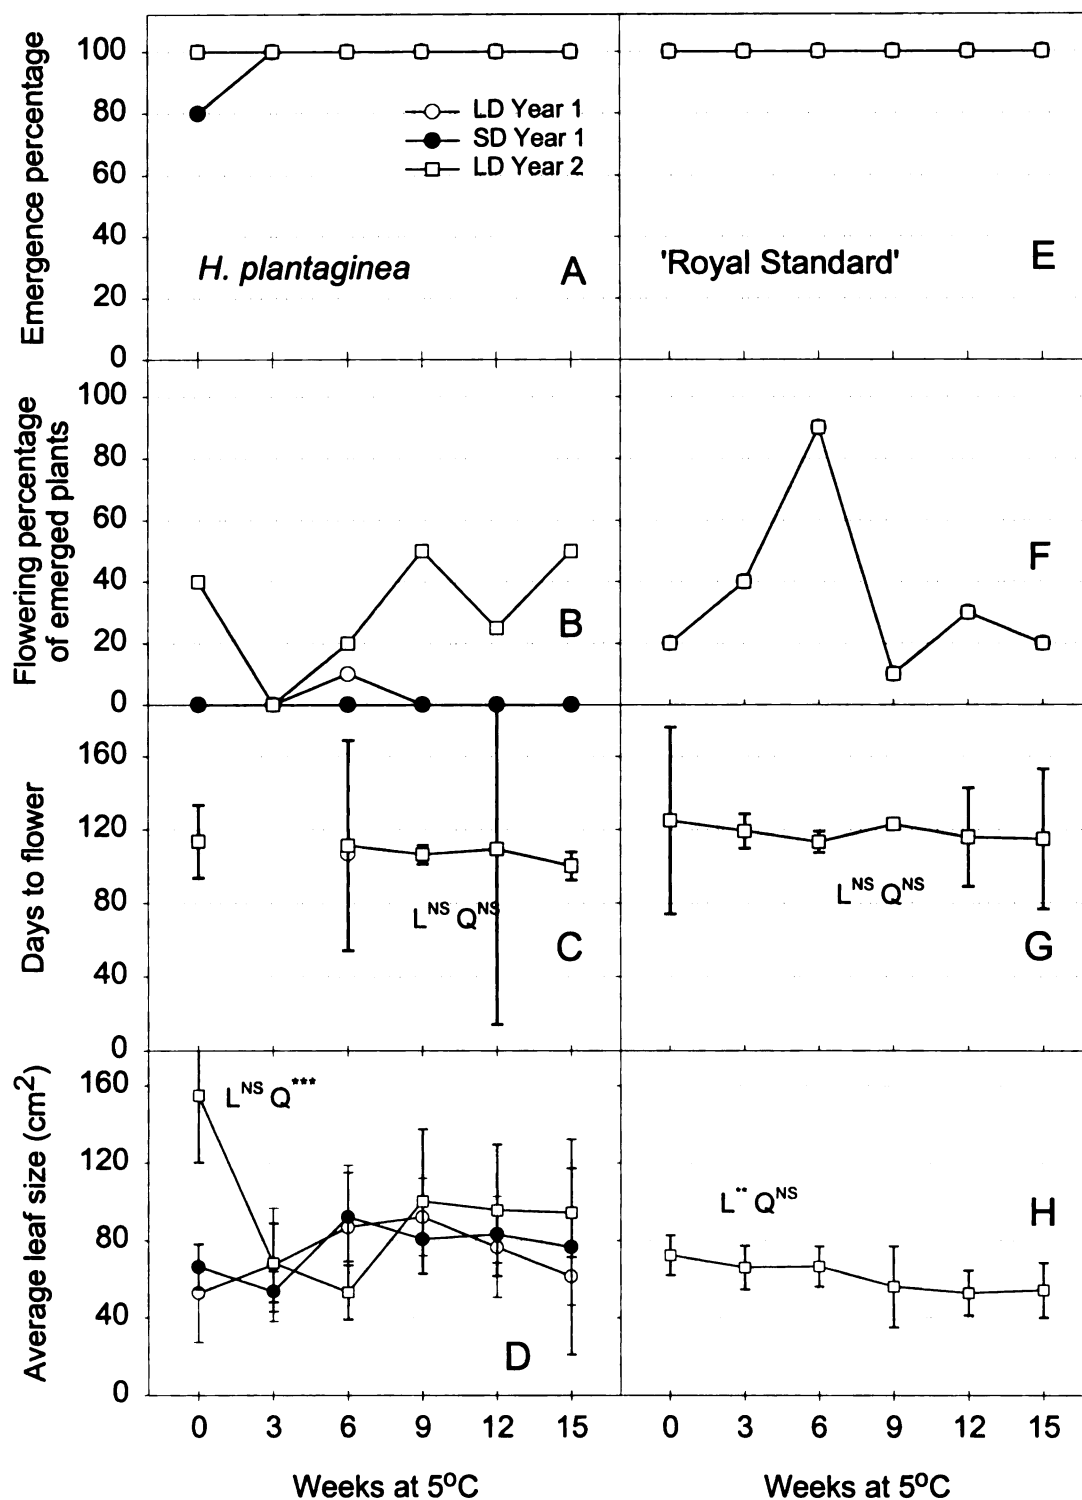 Emergence percentage
100
80
60
40
20
0
LD Year 1
SD Year 1
LD Year 2
H. plantaginea
A
'Royal Standard'
E
Flowering percentage
of emerged plants
100
80
60
40
20
0
B
F
Days to flower
160
120
80
40
0
L^NS Q^NS
C
L^NS Q^NS
G
Average leaf size (cm²)
160
120
80
40
0
L^NS Q^***
D
L^** Q^NS
H
0 3 6 9 12 15
0 3 6 9 12 15
Weeks at 5°C
Weeks at 5°C